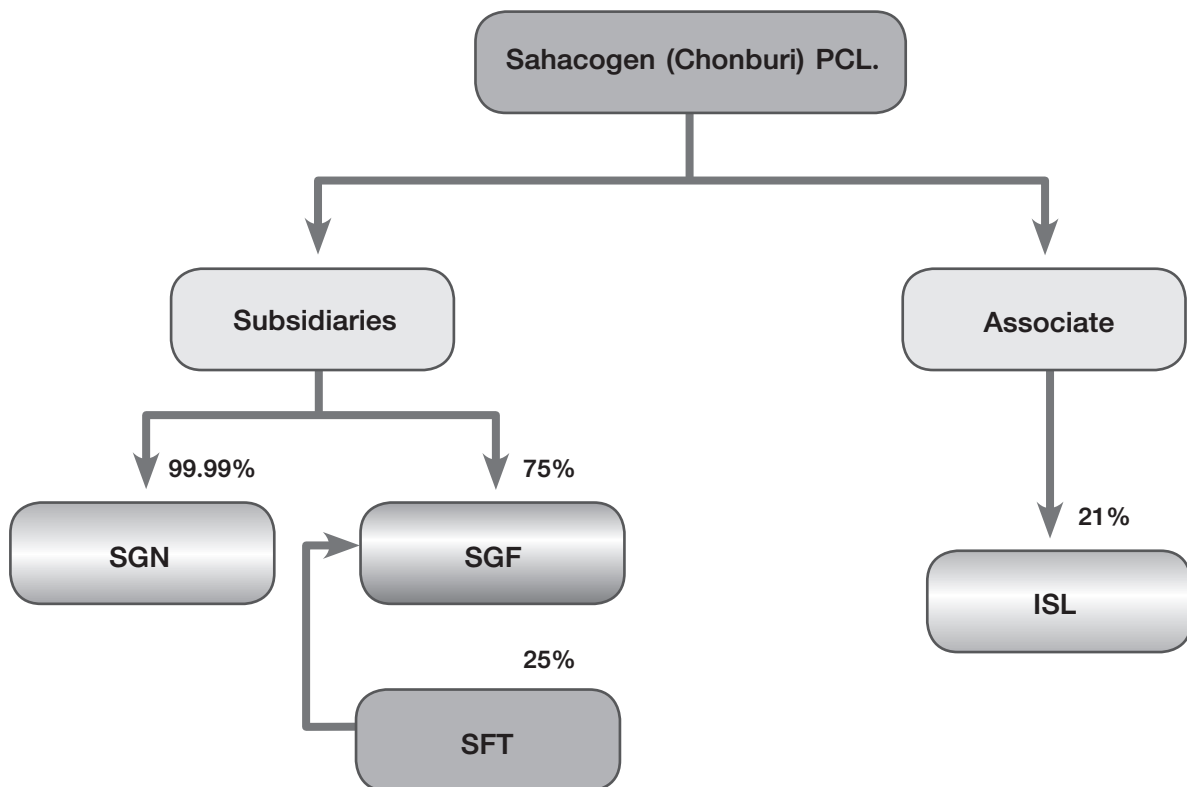 Sahacogen (Chonburi) PCL.
Subsidiaries
Associate
99.99%
75%
SGN
SGF
21%
ISL
25%
SFT